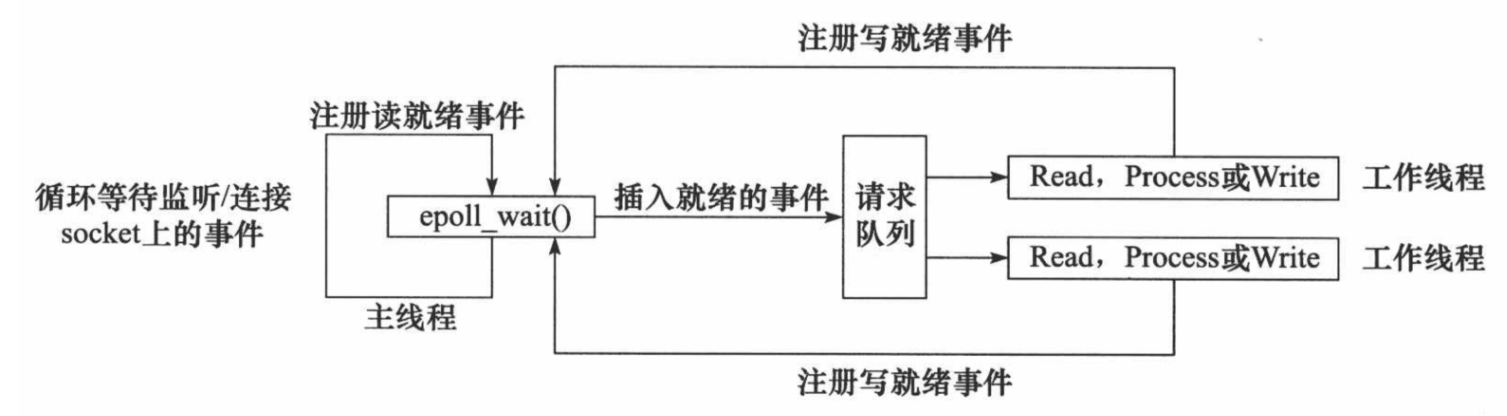 注册写就绪事件
注册读就绪事件
循环等待监听/连接
socket上的事件
epoll_wait()
插入就绪的事件
请求
队列
Read，Process或Write
工作线程
Read，Process或Write
工作线程
主线程
注册写就绪事件